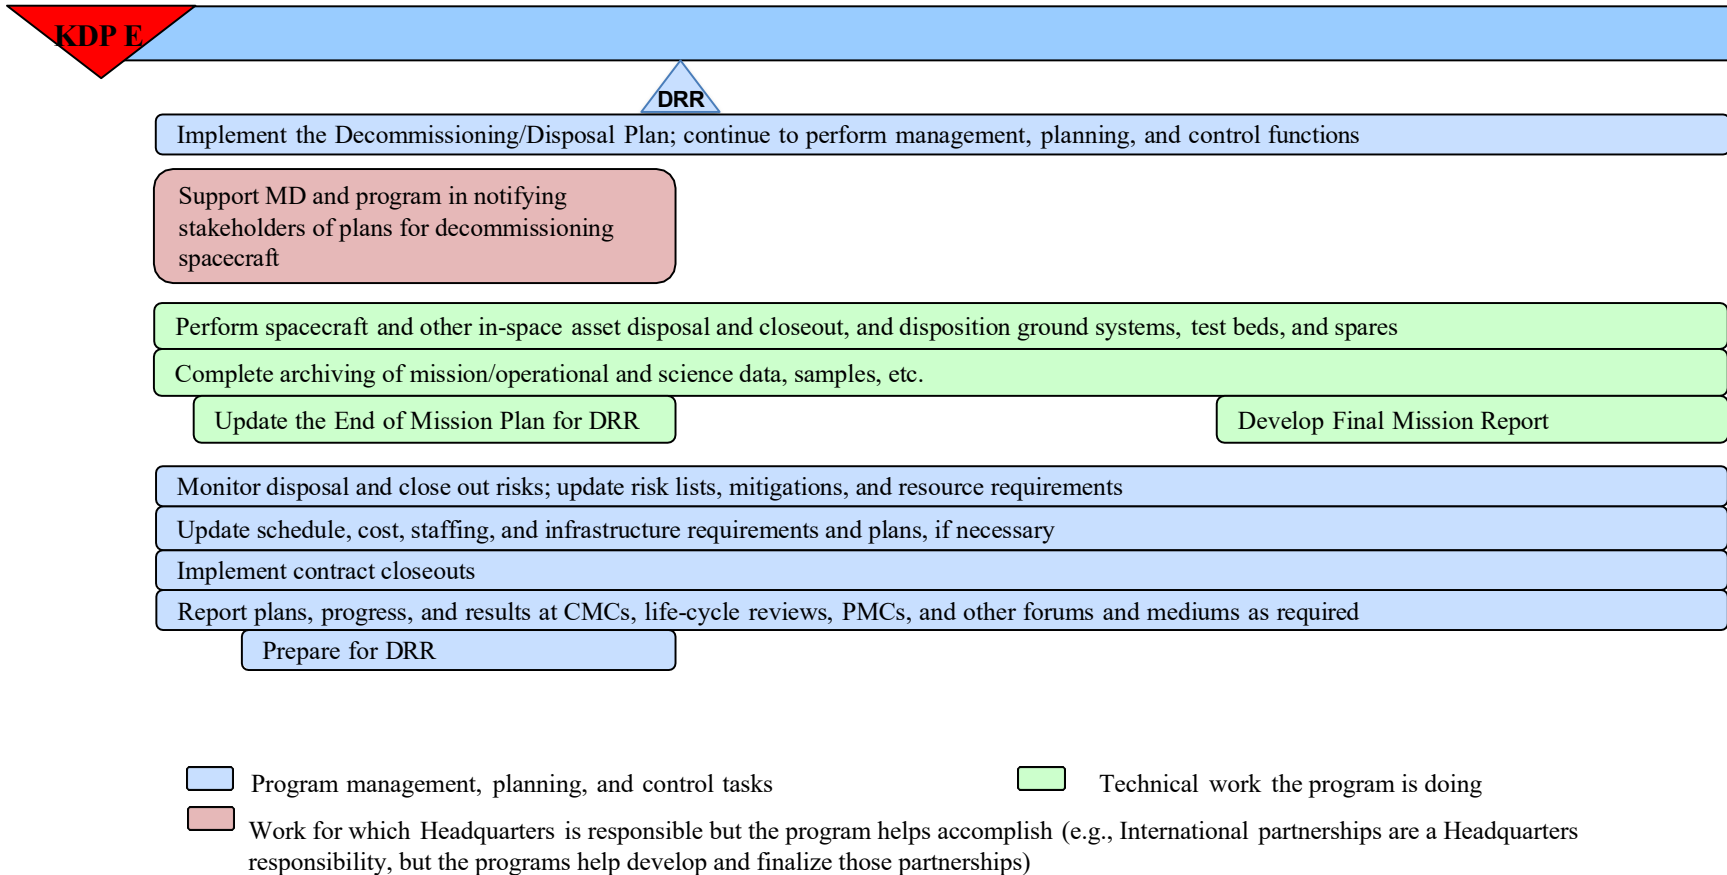 KDP E
DRR
Implement the Decommissioning/Disposal Plan; continue to perform management, planning, and control functions
Support MD and program in notifying
stakeholders of plans for decommissioning
spacecraft
Perform spacecraft and other in-space asset disposal and closeout, and disposition ground systems, test beds, and spares
Complete archiving of mission/operational and science data, samples, etc.
Update the End of Mission Plan for DRR
Develop Final Mission Report
Monitor disposal and close out risks; update risk lists, mitigations, and resource requirements
Update schedule, cost, staffing, and infrastructure requirements and plans, if necessary
Implement contract closeouts
Report plans, progress, and results at CMCs, life-cycle reviews, PMCs, and other forums and mediums as required
Prepare for DRR
Program management, planning, and control tasks
Technical work the program is doing
Work for which Headquarters is responsible but the program helps accomplish (e.g., International partnerships are a Headquarters
responsibility, but the programs help develop and finalize those partnerships)